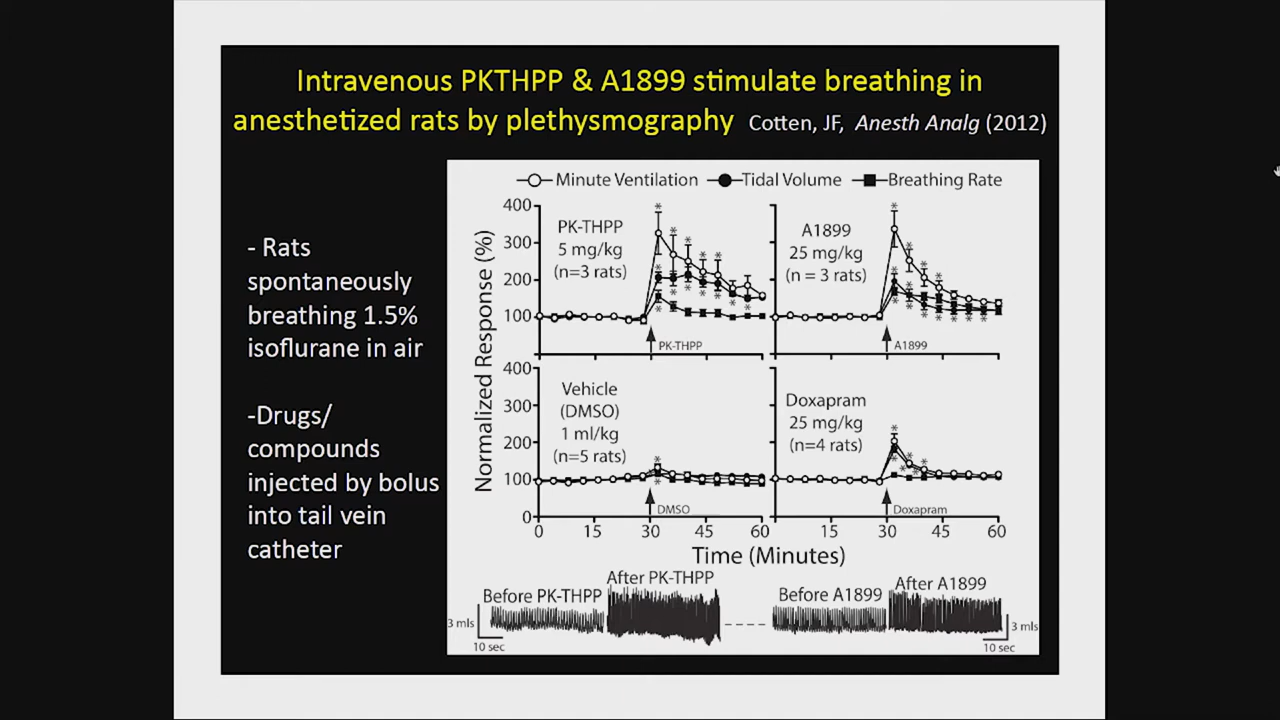 Intravenous PKTHPP & A1899 stimulate breathing in
anesthetized rats by plethysmography Cotten, JF, Anesth Analg (2012)
- Rats
spontaneously
breathing 1.5%
isoflurane in air
-Drugs/
compounds
injected by bolus
into tail vein
catheter
Minute Ventilation Tidal Volume Breathing Rate
Normalized Response (%)
400
300
200
100
PK-THPP
5 mg/kg
(n=3 rats)
* * * * *
* * * * * *
*
PK-THPP
A1899
25 mg/kg
(n = 3 rats)
* * * *
*
* * * * * * *
A1899
400
300
200
100
0
Vehicle
(DMSO)
1 ml/kg
(n=5 rats)
*
*
DMSO
Doxapram
25 mg/kg
(n=4 rats)
* * *
* *
Doxapram
0 15 30 45 60
15 30 45 60
Time (Minutes)
Before PK-THPP
After PK-THPP
3 mls
10 sec
Before A1899
After A1899
3 mls
10 sec